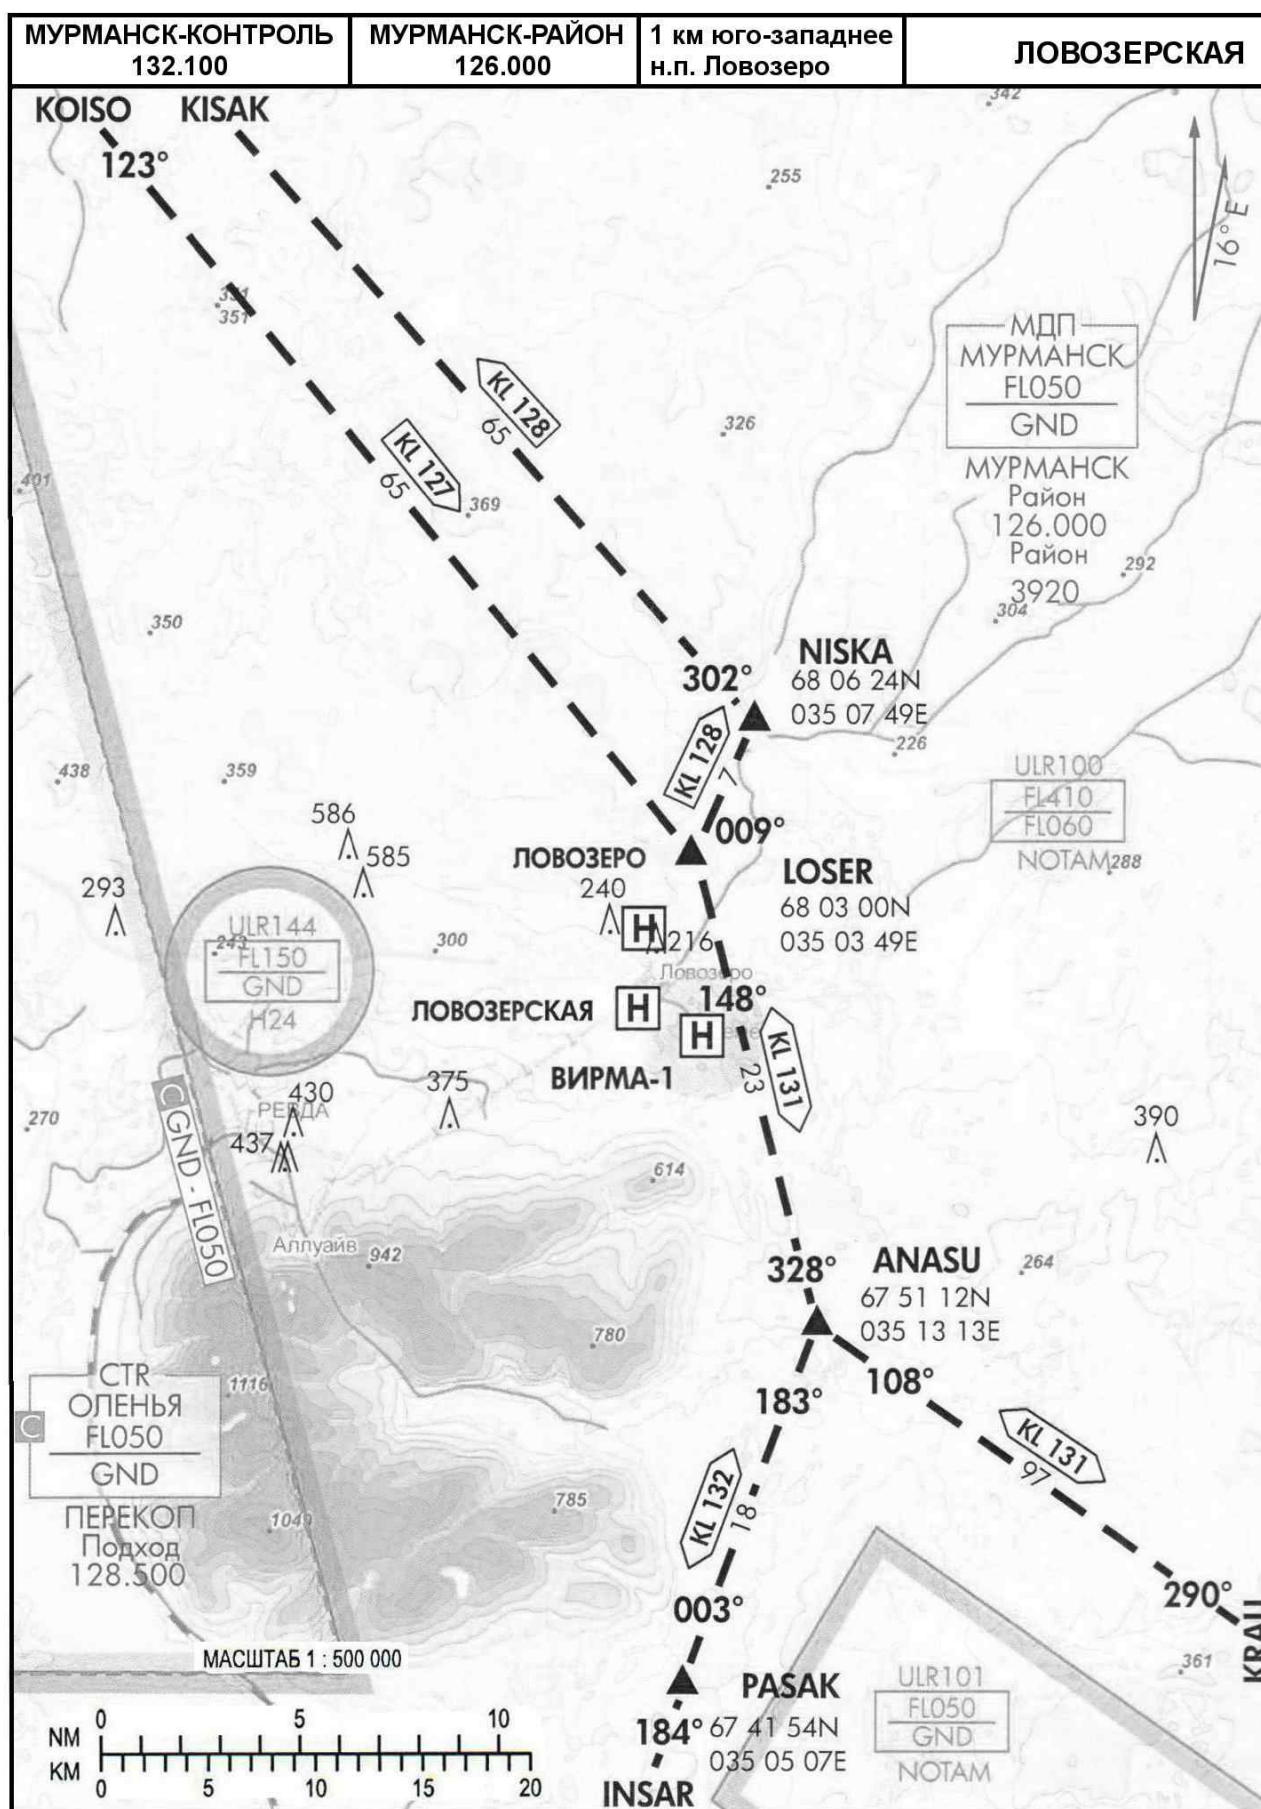 МУРМАНСК-КОНТРОЛЬ
132.100
МУРМАНСК-РАЙОН
126.000
1 км юго-западнее
н.п. Ловозеро
ЛОВОЗЕРСКАЯ
KOISO
KISAK
123°
342
255
16° E
351
351
МДП
МУРМАНСК
FL050
GND
МУРМАНСК
Район
126.000
Район
3920
KL 128
65
KL 127
65
326
401
369
292
304
350
NISKA
68 06 24N
035 07 49E
302°
226
KL 128
7
438
359
ULR100
FL410
FL060
NOTAM
288
586
585
009°
ЛОВОЗЕРО
LOSER
68 03 00N
035 03 49E
293
240
H
216
ULR144
243
FL150
GND
H24
300
Ловозеро
ЛОВОЗЕРСКАЯ
H
148°
H
ВИРМА-1
23
KL 131
430
РЕВДА
375
270
437
390
C
GND - FL050
614
Аллуайв
942
328°
ANASU
67 51 12N
035 13 13E
264
780
CTR
ОЛЕНЬЯ
FL050
GND
C
1116
183°
108°
KL 131
97
ПЕРЕКОП
Подход
128.500
1049
785
KL 132
18
290°
KRAU
003°
361
МАСШТАБ 1 : 500 000
PASAK
67 41 54N
035 05 07E
184°
INSAR
ULR101
FL050
GND
NOTAM
NM
0 5 10
KM
0 5 10 15 20